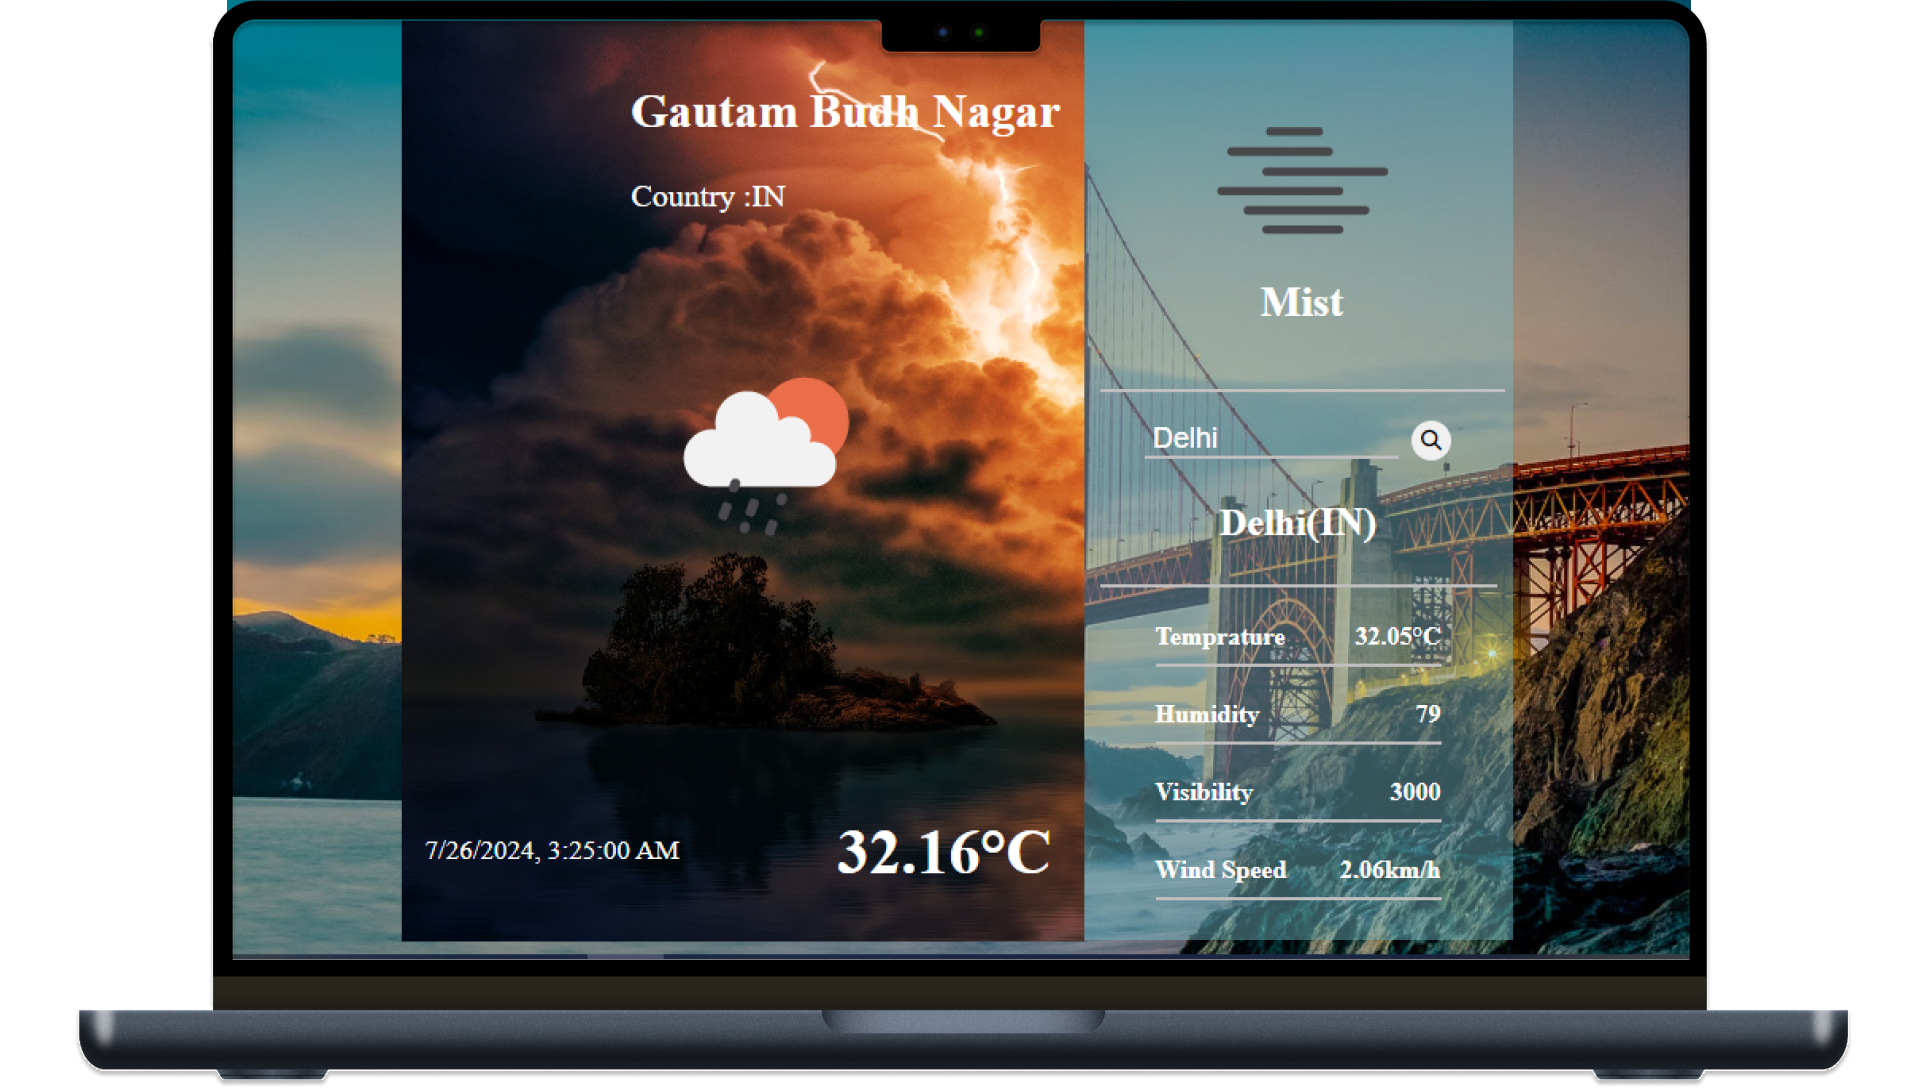 Gautam Budh Nagar
Country :IN
7/26/2024, 3:25:00 AM
32.16°C
Mist
Delhi
Delhi(IN)
Temprature 32.05°C
Humidity 79
Visibility 3000
Wind Speed 2.06km/h